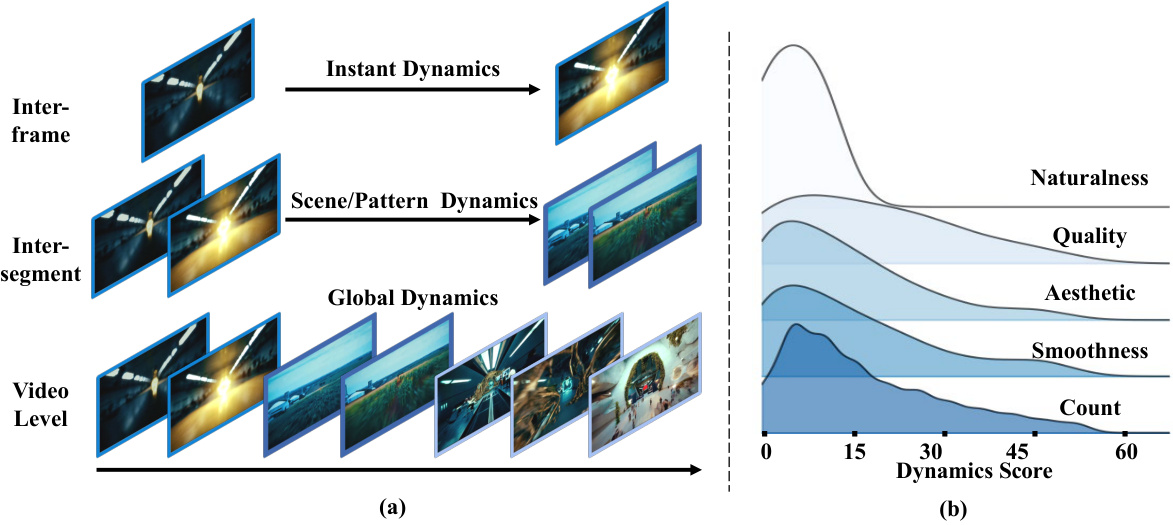 Inter-
frame
Instant Dynamics
Inter-
segment
Scene/Pattern Dynamics
Video
Level
Global Dynamics
(a)
Naturalness
Quality
Aesthetic
Smoothness
Count
0 15 30 45 60
Dynamics Score
(b)